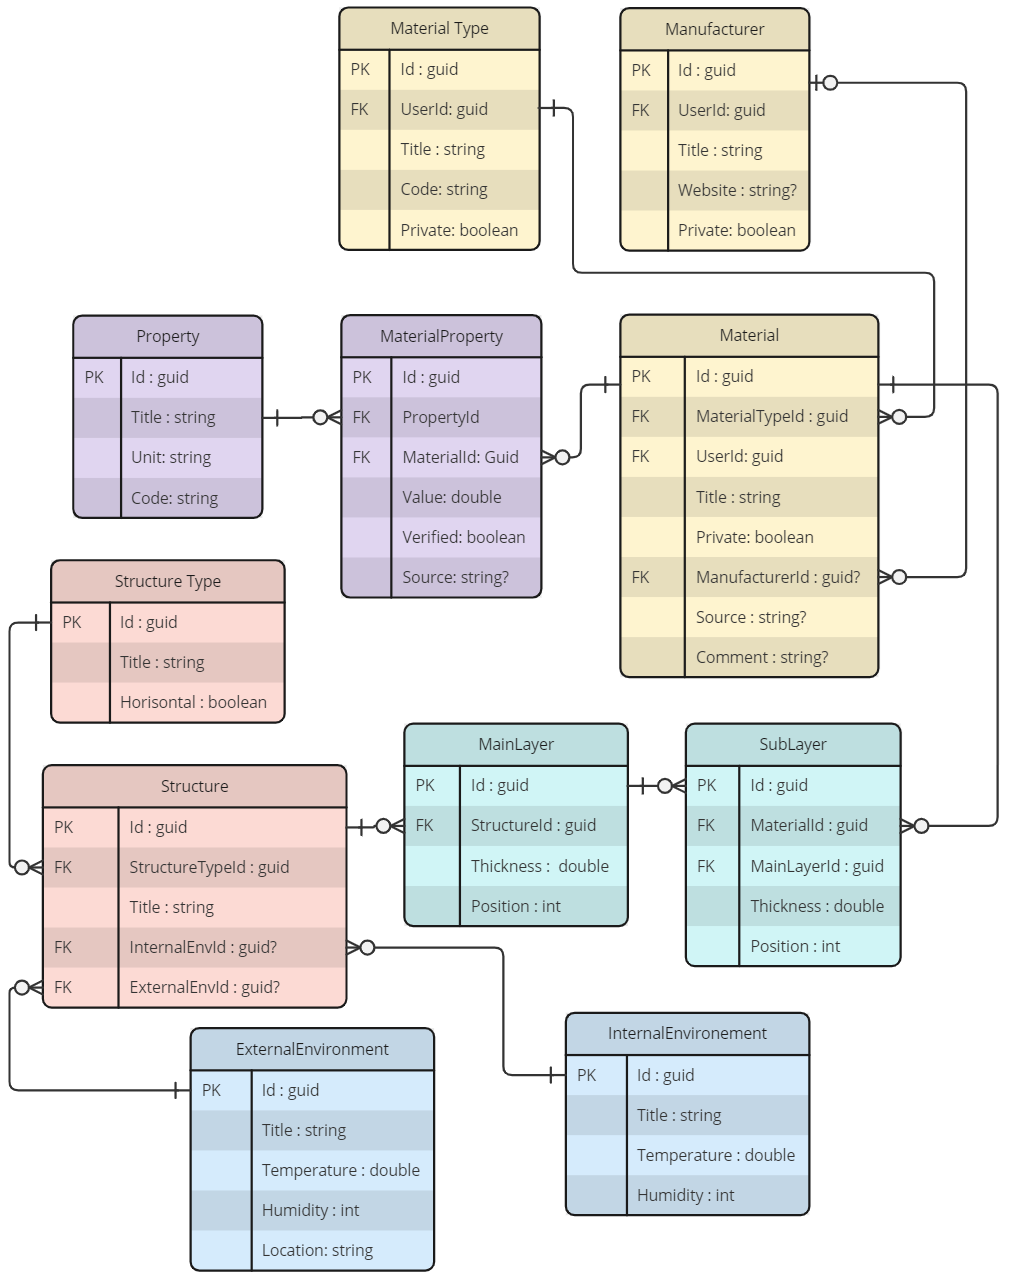 Material Type
PK Id : guid
FK UserId: guid
Title : string
Code: string
Private: boolean
Manufacturer
PK Id : guid
FK UserId: guid
Title : string
Website : string?
Private: boolean
Property
PK Id : guid
Title : string
Unit: string
Code: string
MaterialProperty
PK Id : guid
FK PropertyId
FK MaterialId: Guid
Value: double
Verified: boolean
Source: string?
Material
PK Id : guid
FK MaterialTypeId : guid
FK UserId: guid
Title : string
Private: boolean
FK ManufacturerId : guid?
Source : string?
Comment : string?
Structure Type
PK Id : guid
Title : string
Horisontal : boolean
Structure
PK Id : guid
FK StructureTypeId : guid
Title : string
FK InternalEnvId : guid?
FK ExternalEnvId : guid?
MainLayer
PK Id : guid
FK StructureId : guid
Thickness :  double
Position : int
SubLayer
PK Id : guid
FK MaterialId : guid
FK MainLayerId : guid
Thickness : double
Position : int
ExternalEnvironment
PK Id : guid
Title : string
Temperature : double
Humidity : int
Location: string
InternalEnvironement
PK Id : guid
Title : string
Temperature : double
Humidity : int